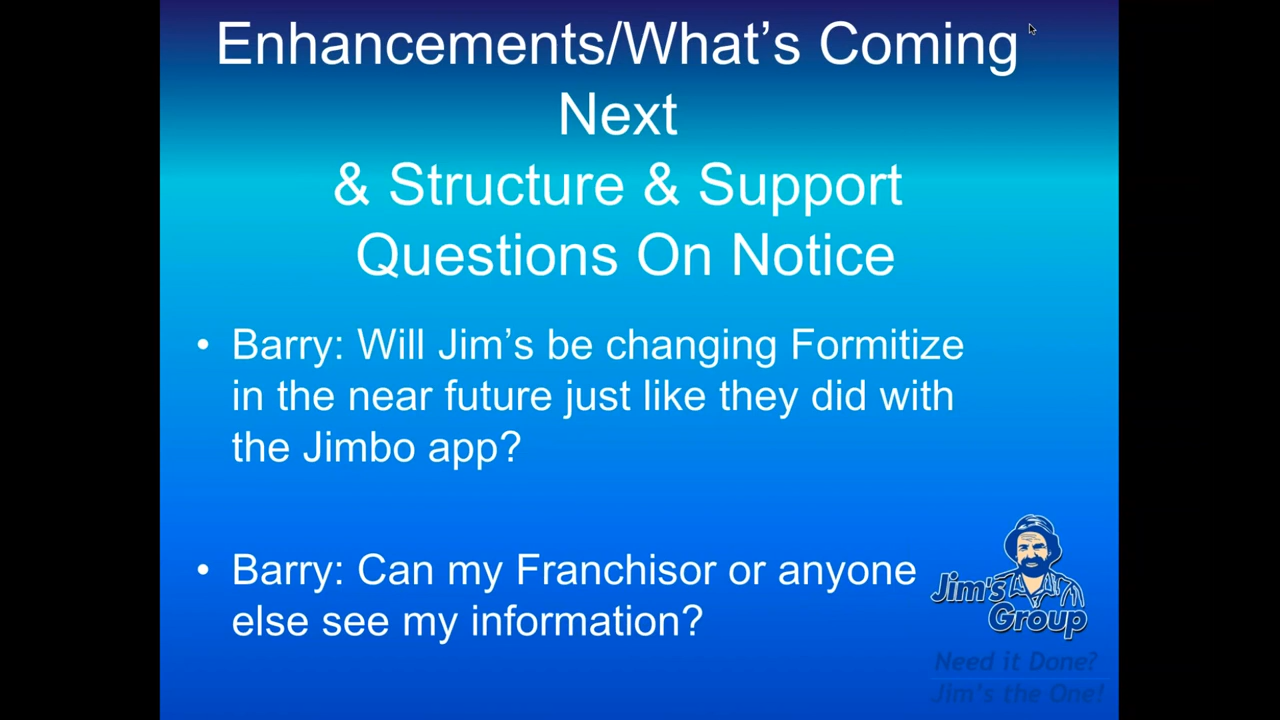 Enhancements/What’s Coming
Next
& Structure & Support
Questions On Notice
• Barry: Will Jim’s be changing Formitize
in the near future just like they did with
the Jimbo app?
• Barry: Can my Franchisor or anyone
else see my information?
Jim's
Group
Need it Done?
Jim's the One!